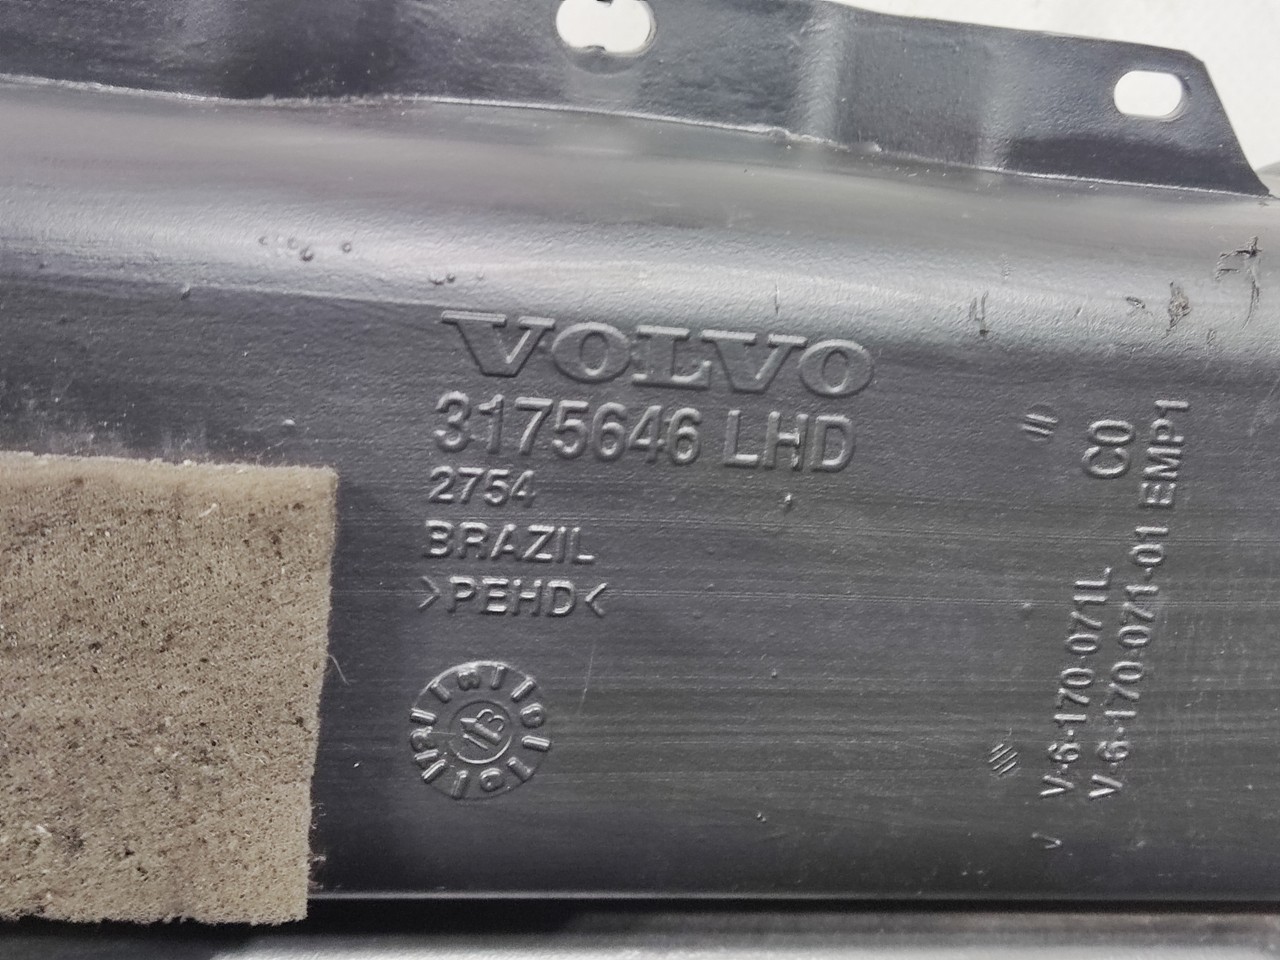 VOLVO
3175646 LHD
2754
BRAZIL
>PEHD<
C0
V-6-170-071L
V-6-170-071-01 EMP1